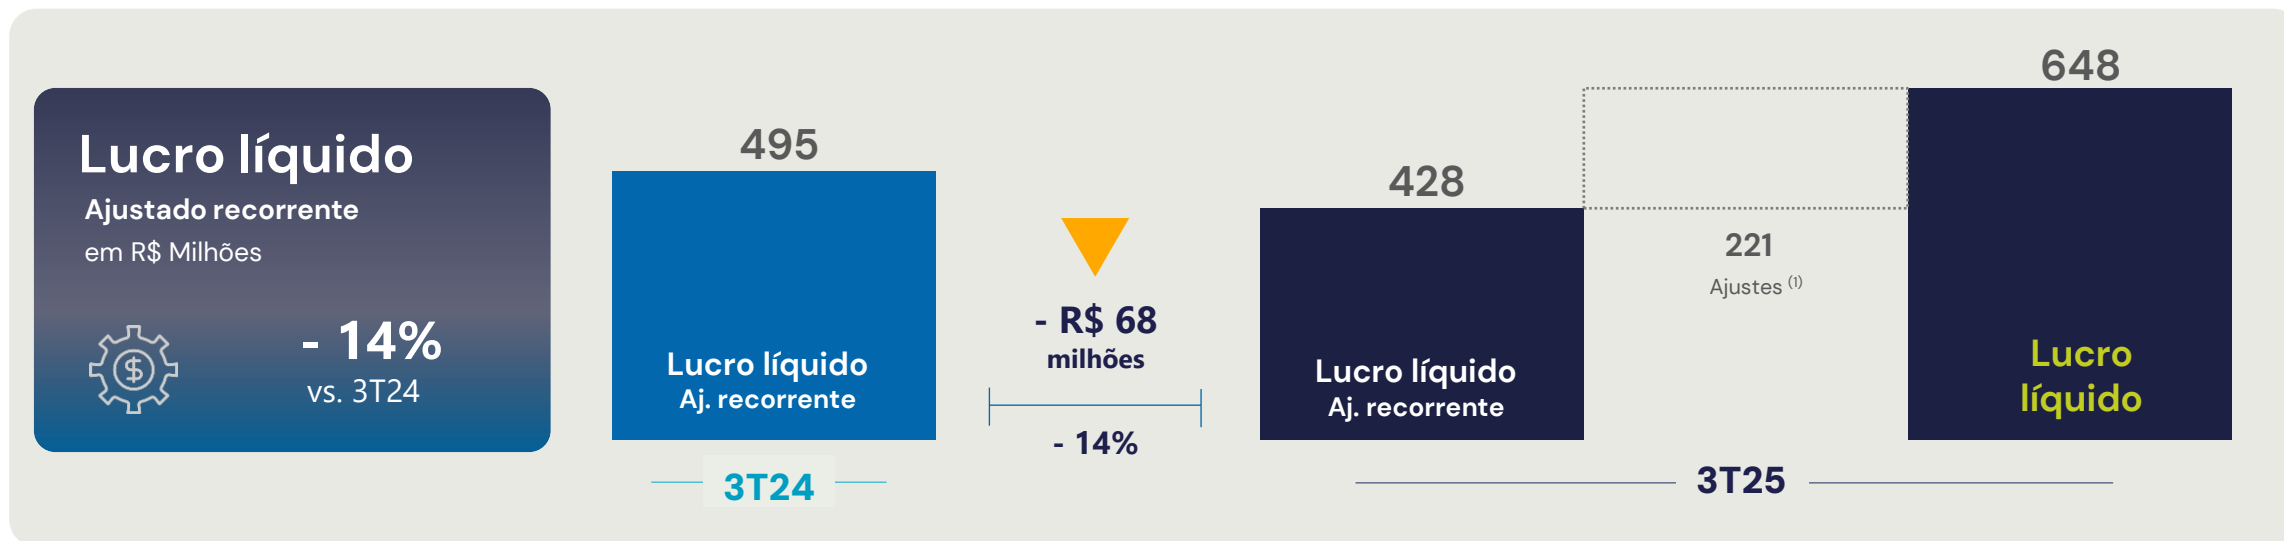 Lucro líquido
Ajustado recorrente
em R$ Milhões
- 14%
vs. 3T24
$
495
Lucro líquido
Aj. recorrente
3T24
- R$ 68
milhões
- 14%
428
Lucro líquido
Aj. recorrente
221
Ajustes (1)
648
Lucro
líquido
3T25